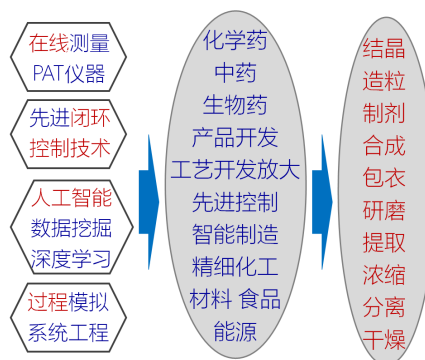 在线测量
PAT仪器
先进闭环
控制技术
人工智能
数据挖掘
深度学习
过程模拟
系统工程
化学药
中药
生物药
产品开发
工艺开发放大
先进控制
智能制造
精细化工
材料 食品
能源
结晶
造粒
制剂
合成
包衣
研磨
提取
浓缩
分离
干燥